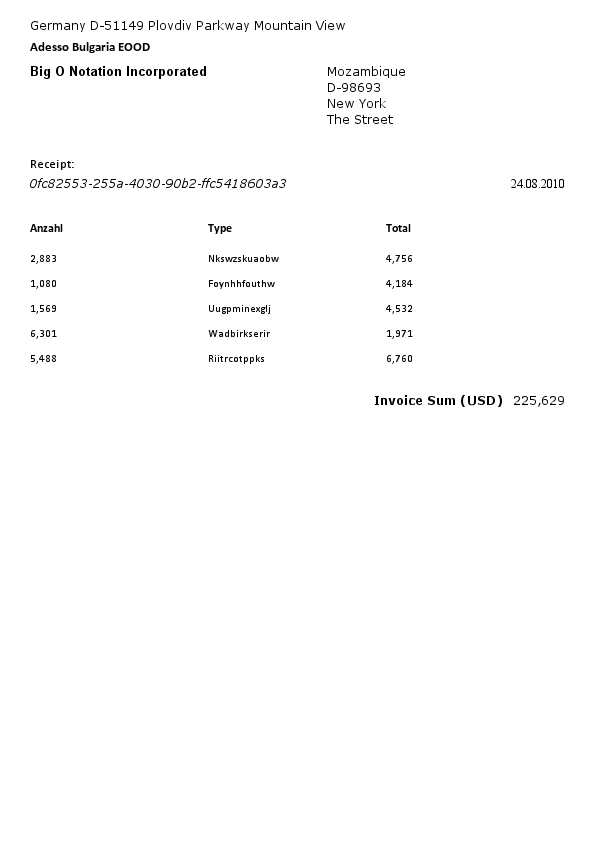 Germany D-51149 Plovdiv Parkway Mountain View
Adesso Bulgaria EOOD
Big O Notation Incorporated
Mozambique
D-98693
New York
The Street
Receipt:
0fc82553-255a-4030-90b2-ffc5418603a3 24.08.2010
Anzahl Type Total
2,883 Nkswzskuaobw 4,756
1,080 Foynhhfouthw 4,184
1,569 Uugpminexglj 4,532
6,301 Wadbirkserir 1,971
5,488 Riitrcotppks 6,760
Invoice Sum (USD) 225,629